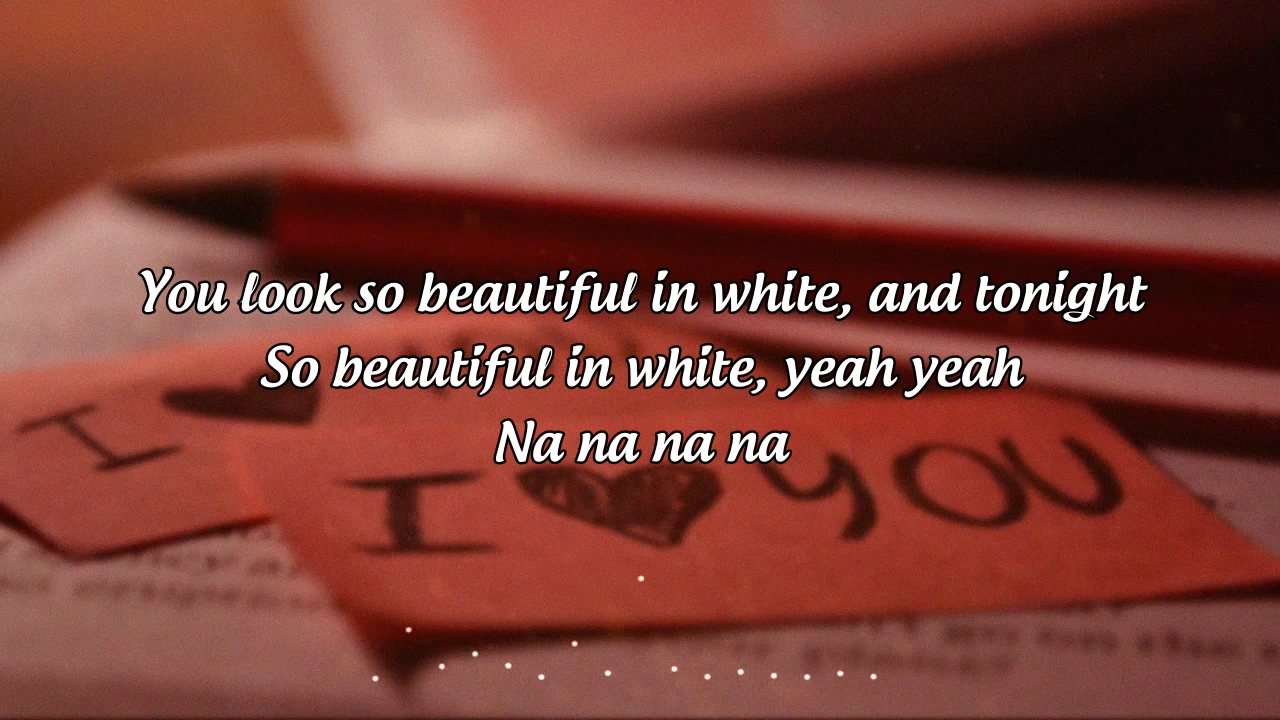 You look so beautiful in white, and tonight
So beautiful in white, yeah yeah
Na na na na
I ♥
I ♥ YOU